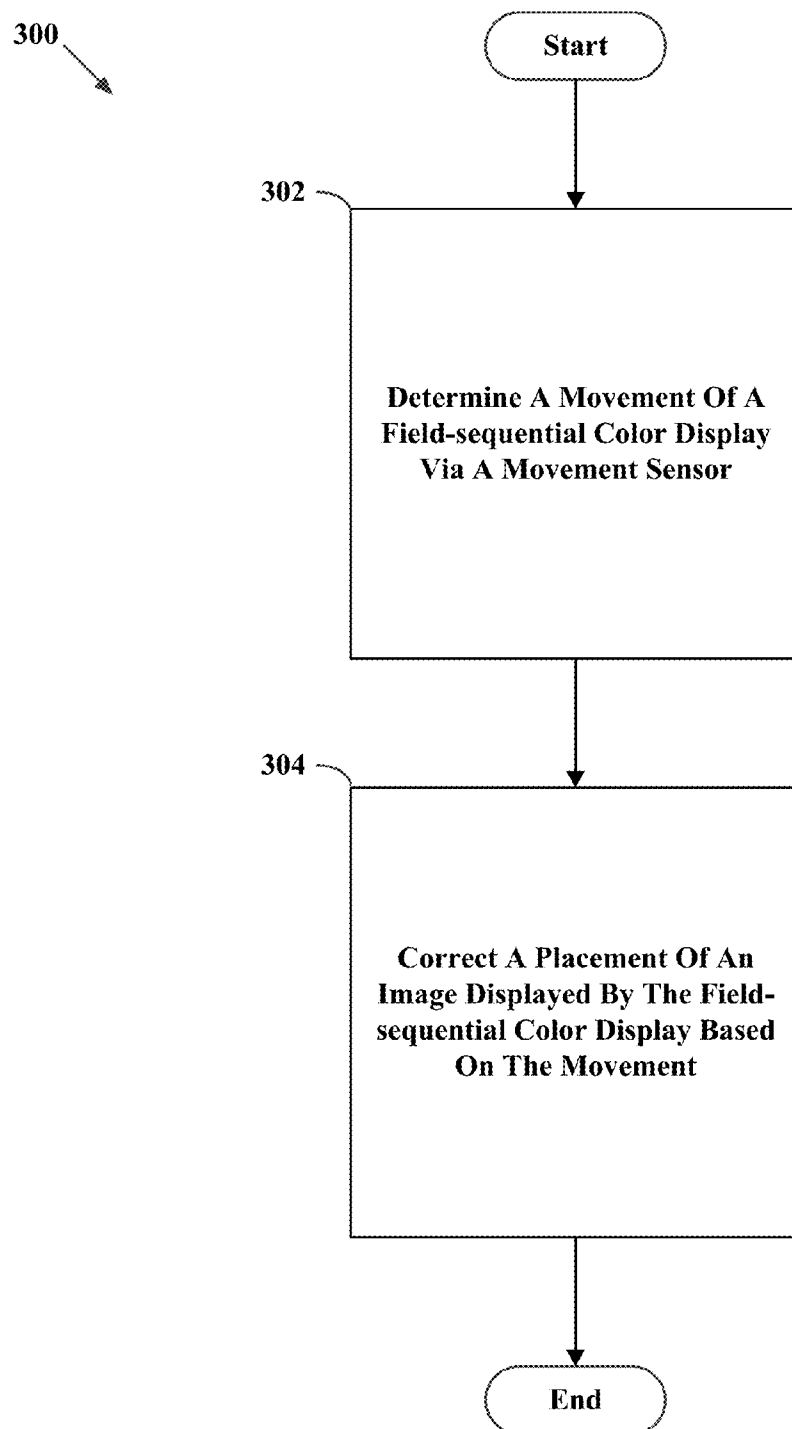 300
Start
302
Determine A Movement Of A
Field-sequential Color Display
Via A Movement Sensor
304
Correct A Placement Of An
Image Displayed By The Field-
sequential Color Display Based
On The Movement
End